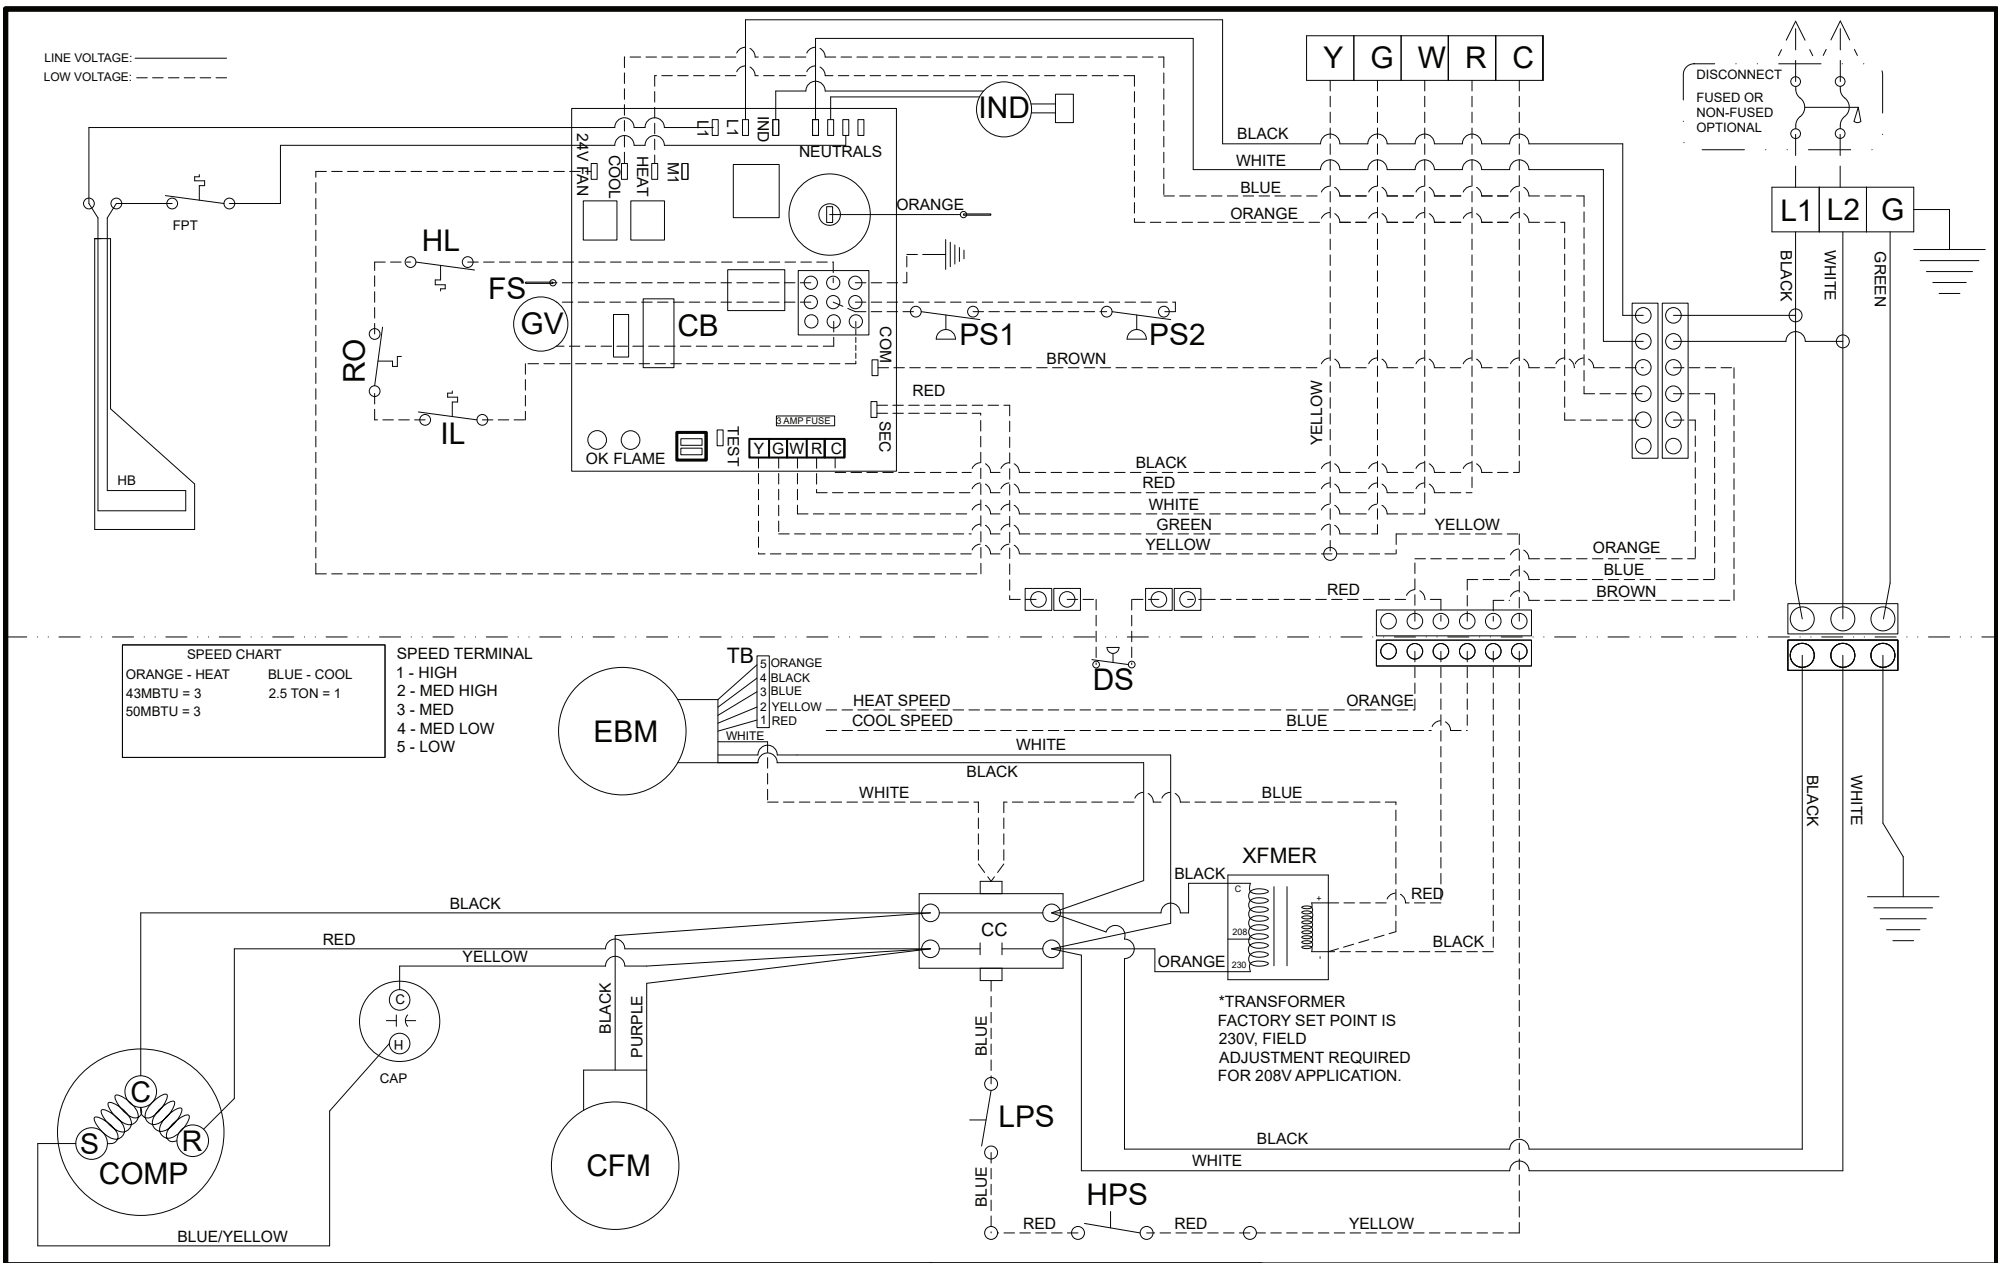 LINE VOLTAGE:
LOW VOLTAGE:
Y G W R C
DISCONNECT
FUSED OR
NON-FUSED
OPTIONAL
IND
L1
L1
IND
NEUTRALS
24V FAN
COOL
HEAT
M1
BLACK
WHITE
BLUE
ORANGE
ORANGE
L1 L2 G
BLACK
WHITE
GREEN
FPT
HL
FS
GV
CB
RO
IL
PS1
PS2
COM
BROWN
RED
SEC
3 AMP FUSE
TEST
OK FLAME
Y G W R C
HB
YELLOW
BLACK
RED
WHITE
GREEN
YELLOW
YELLOW
ORANGE
BLUE
BROWN
RED
DS
SPEED CHART
ORANGE - HEAT BLUE - COOL
43MBTU = 3 2.5 TON = 1
50MBTU = 3
SPEED TERMINAL
1 - HIGH
2 - MED HIGH
3 - MED
4 - MED LOW
5 - LOW
EBM
TB
5 ORANGE
4 BLACK
3 BLUE
2 YELLOW
1 RED
WHITE
HEAT SPEED
ORANGE
COOL SPEED
BLUE
WHITE
BLACK
WHITE
BLUE
BLACK
WHITE
XFMER
BLACK
C
208
230
+
-
RED
BLACK
ORANGE
*TRANSFORMER
FACTORY SET POINT IS
230V, FIELD
ADJUSTMENT REQUIRED
FOR 208V APPLICATION.
CC
BLACK
RED
YELLOW
BLACK
PURPLE
C
H
CAP
C
S
R
COMP
BLUE/YELLOW
CFM
BLUE
LPS
BLUE
BLACK
WHITE
HPS
RED
RED
YELLOW